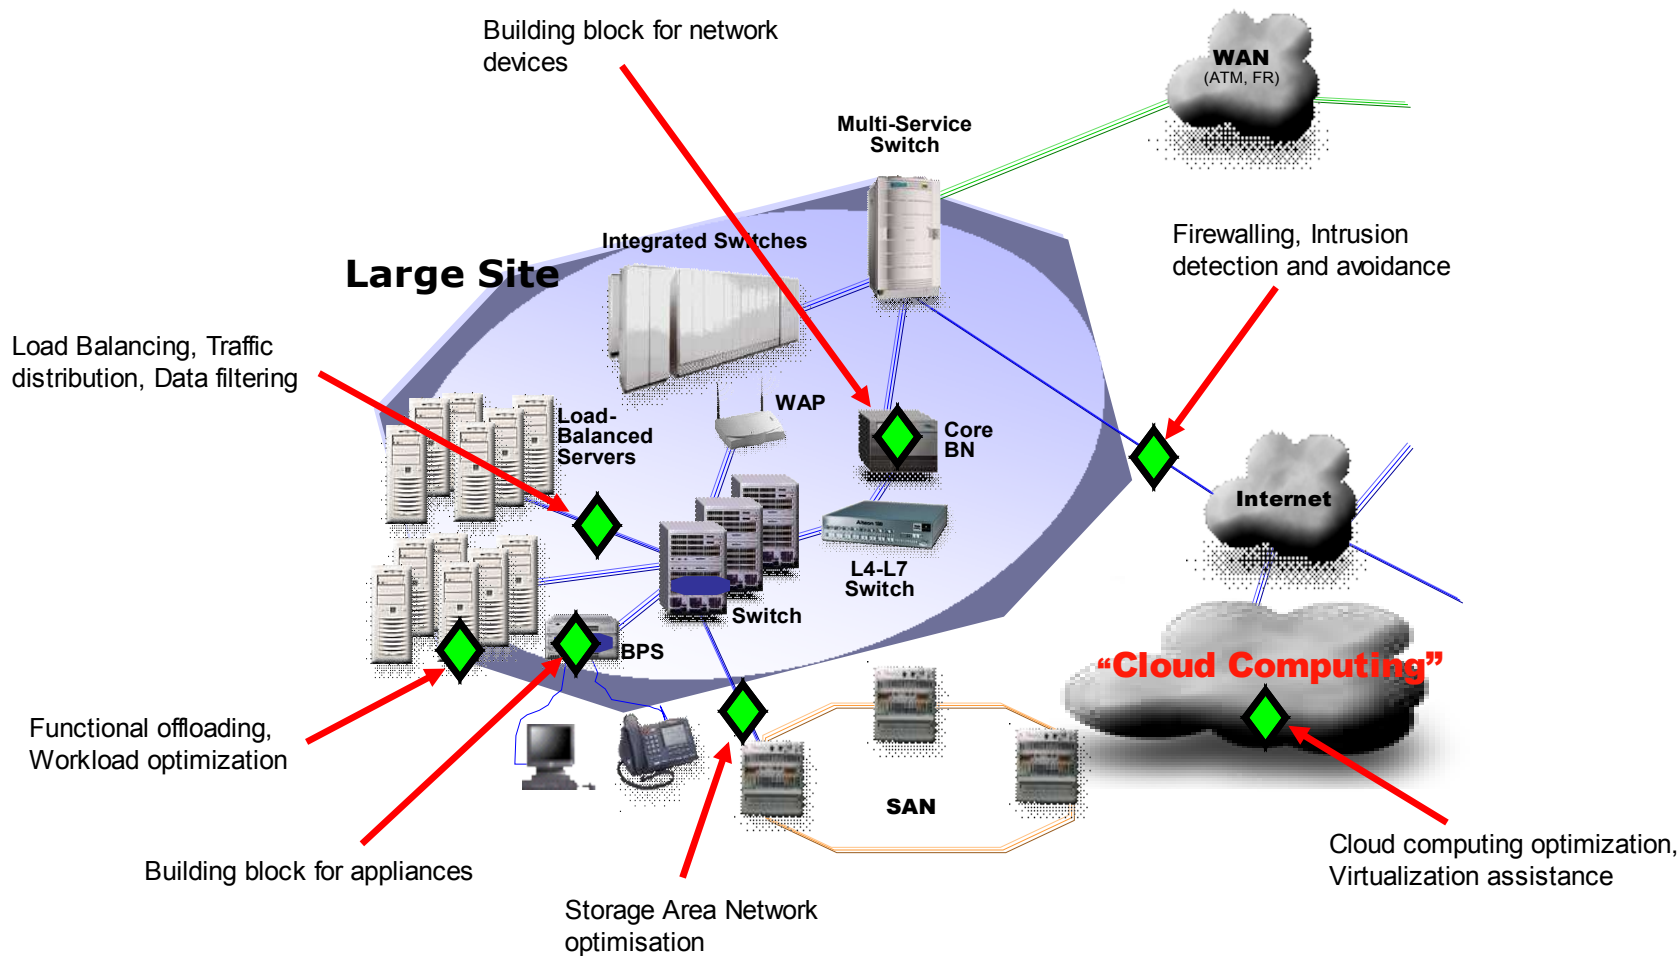 Building block for network
devices
WAN
(ATM, FR)
Multi-Service
Switch
Firewalling, Intrusion
detection and avoidance
Integrated Switches
Large Site
Load Balancing, Traffic
distribution, Data filtering
WAP
Load-
Balanced
Servers
Core
BN
Internet
L4-L7
Switch
Switch
BPS
“Cloud Computing”
Functional offloading,
Workload optimization
SAN
Building block for appliances
Cloud computing optimization,
Virtualization assistance
Storage Area Network
optimisation